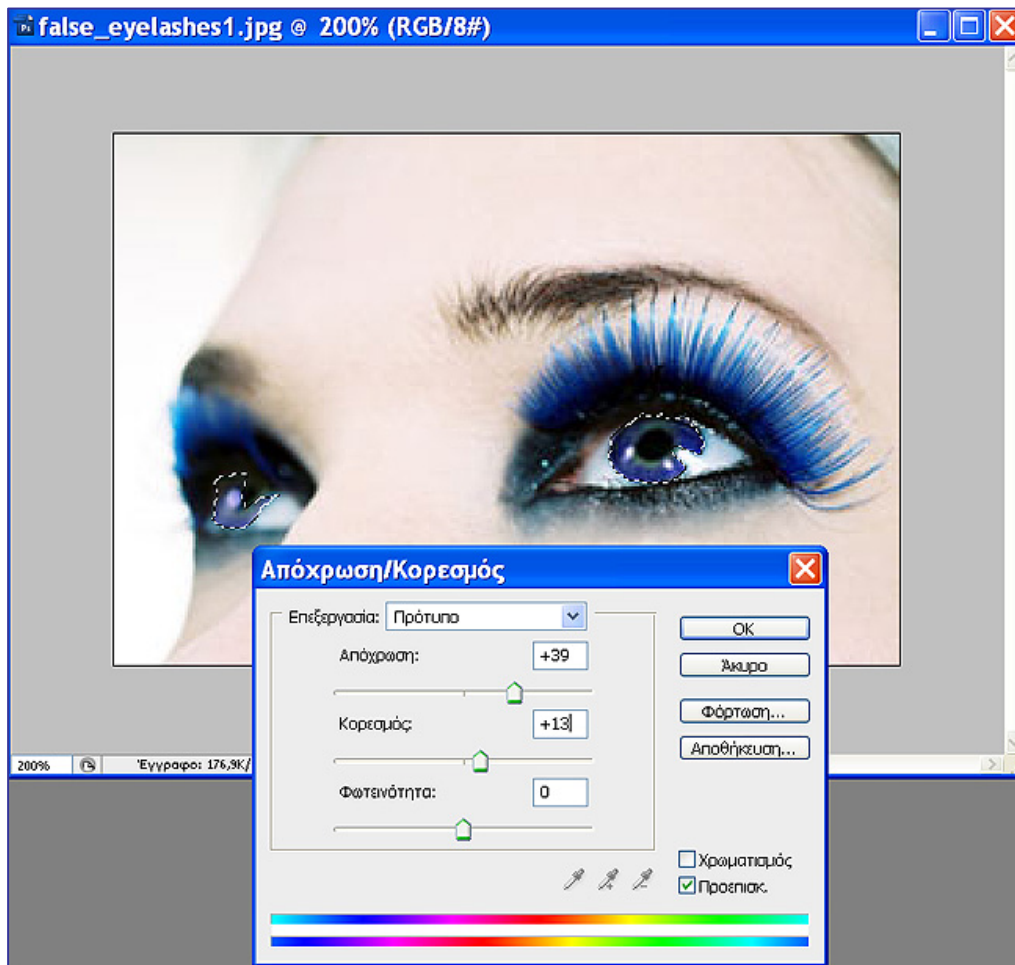 Ps false_eyelashes1.jpg @ 200% (RGB/8#)
Απόχρωση/Κορεσμός
Επεξεργασία: Πρότυπο
OK
Απόχρωση: +39
Άκυρο
Κορεσμός: +13
Φόρτωση...
Αποθήκευση...
200% Έγγραφο: 176,9K/
Φωτεινότητα: 0
Χρωματισμός
Προεπισκ.